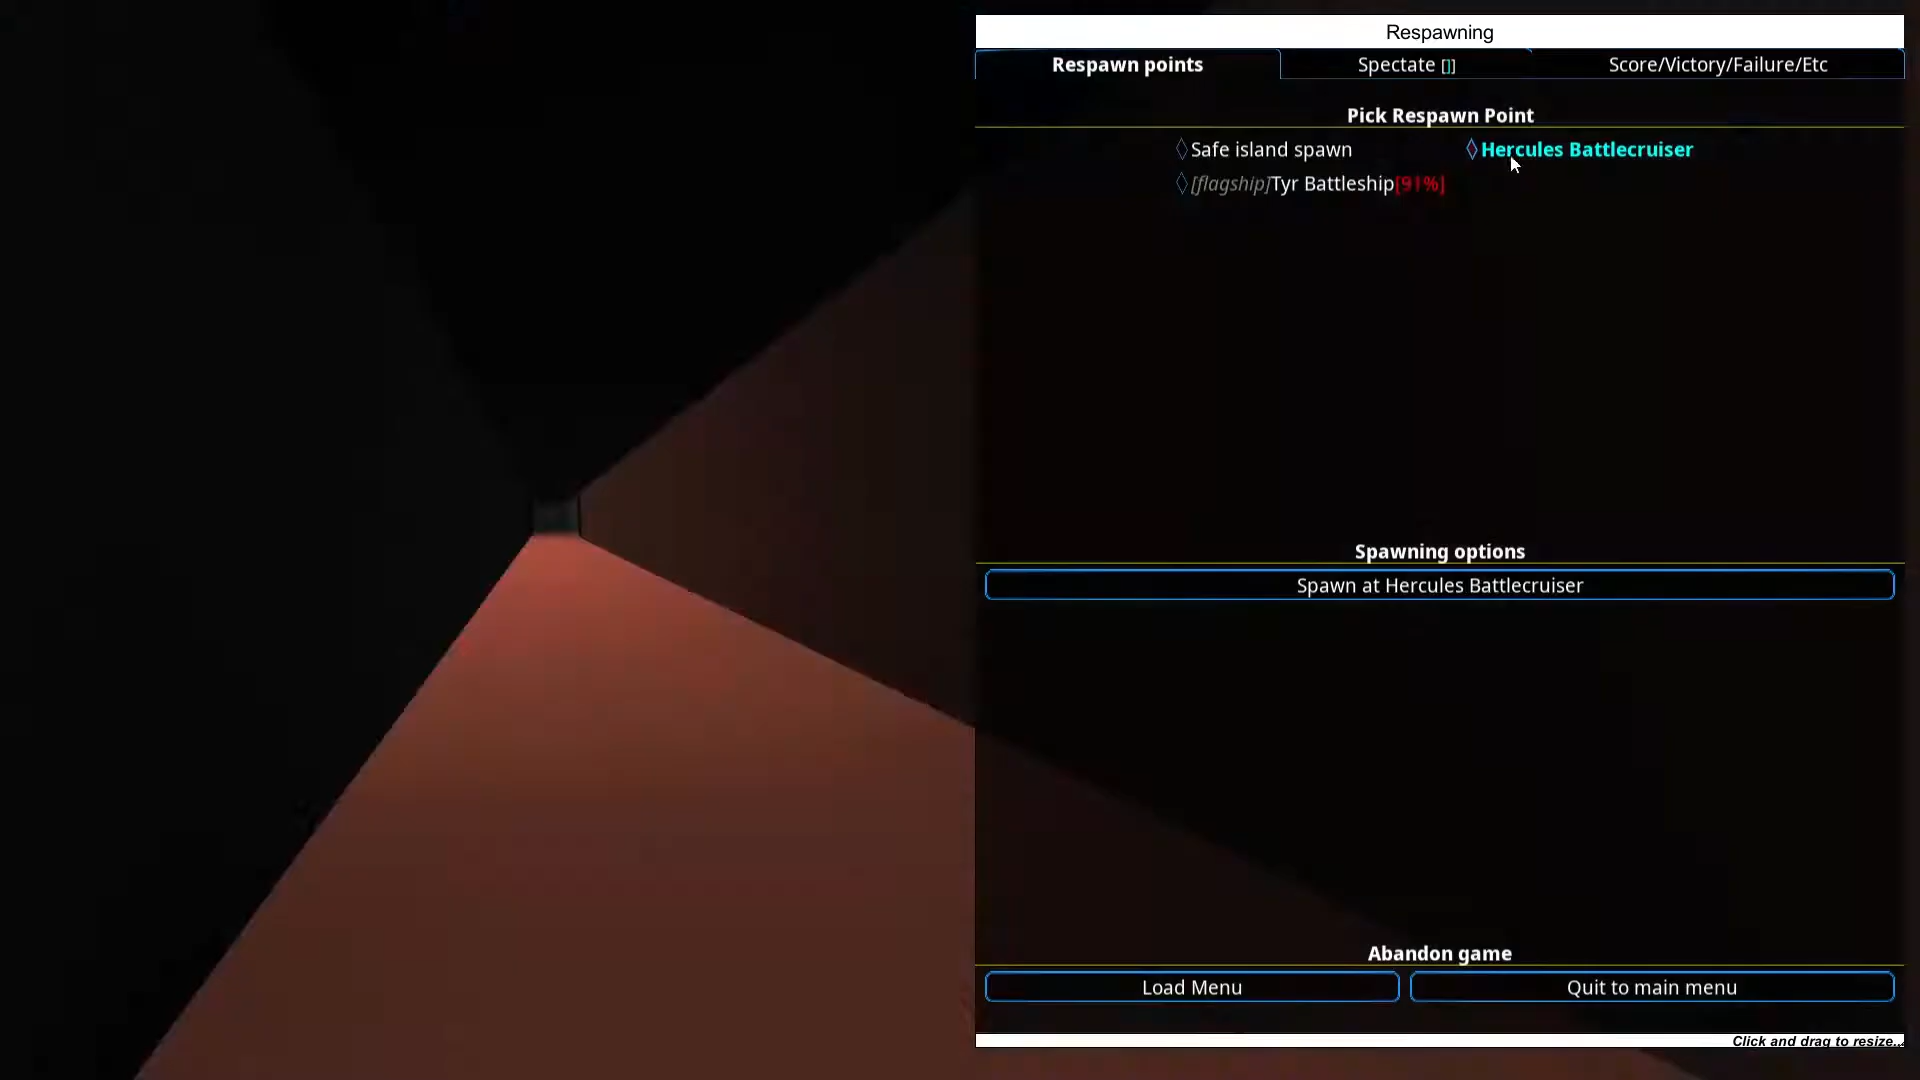 Respawning
Respawn points
Spectate []
Score/Victory/Failure/Etc
Pick Respawn Point
Safe island spawn
Hercules Battlecruiser
[flagship]Tyr Battleship[91%]
Spawning options
Spawn at Hercules Battlecruiser
Abandon game
Load Menu
Quit to main menu
Click and drag to resize...